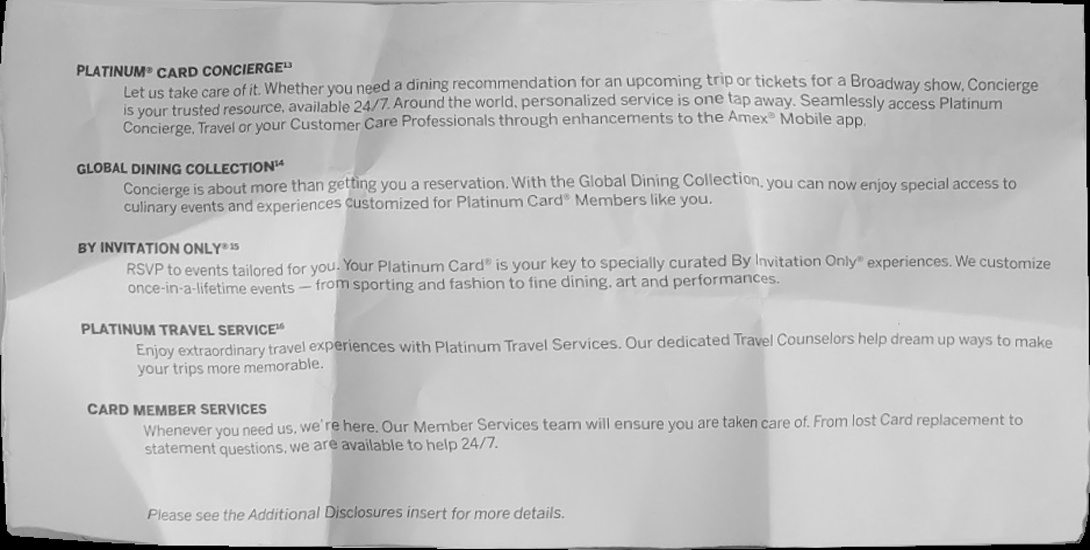 PLATINUM® CARD CONCIERGE¹³
Let us take care of it. Whether you need a dining recommendation for an upcoming trip or tickets for a Broadway show, Concierge
is your trusted resource, available 24/7. Around the world, personalized service is one tap away. Seamlessly access Platinum
Concierge, Travel or your Customer Care Professionals through enhancements to the Amex® Mobile app.
GLOBAL DINING COLLECTION¹⁴
Concierge is about more than getting you a reservation. With the Global Dining Collection, you can now enjoy special access to
culinary events and experiences customized for Platinum Card® Members like you.
BY INVITATION ONLY®¹⁵
RSVP to events tailored for you. Your Platinum Card® is your key to specially curated By Invitation Only® experiences. We customize
once-in-a-lifetime events — from sporting and fashion to fine dining, art and performances.
PLATINUM TRAVEL SERVICE¹⁶
Enjoy extraordinary travel experiences with Platinum Travel Services. Our dedicated Travel Counselors help dream up ways to make
your trips more memorable.
CARD MEMBER SERVICES
Whenever you need us, we're here. Our Member Services team will ensure you are taken care of. From lost Card replacement to
statement questions, we are available to help 24/7.
Please see the Additional Disclosures insert for more details.